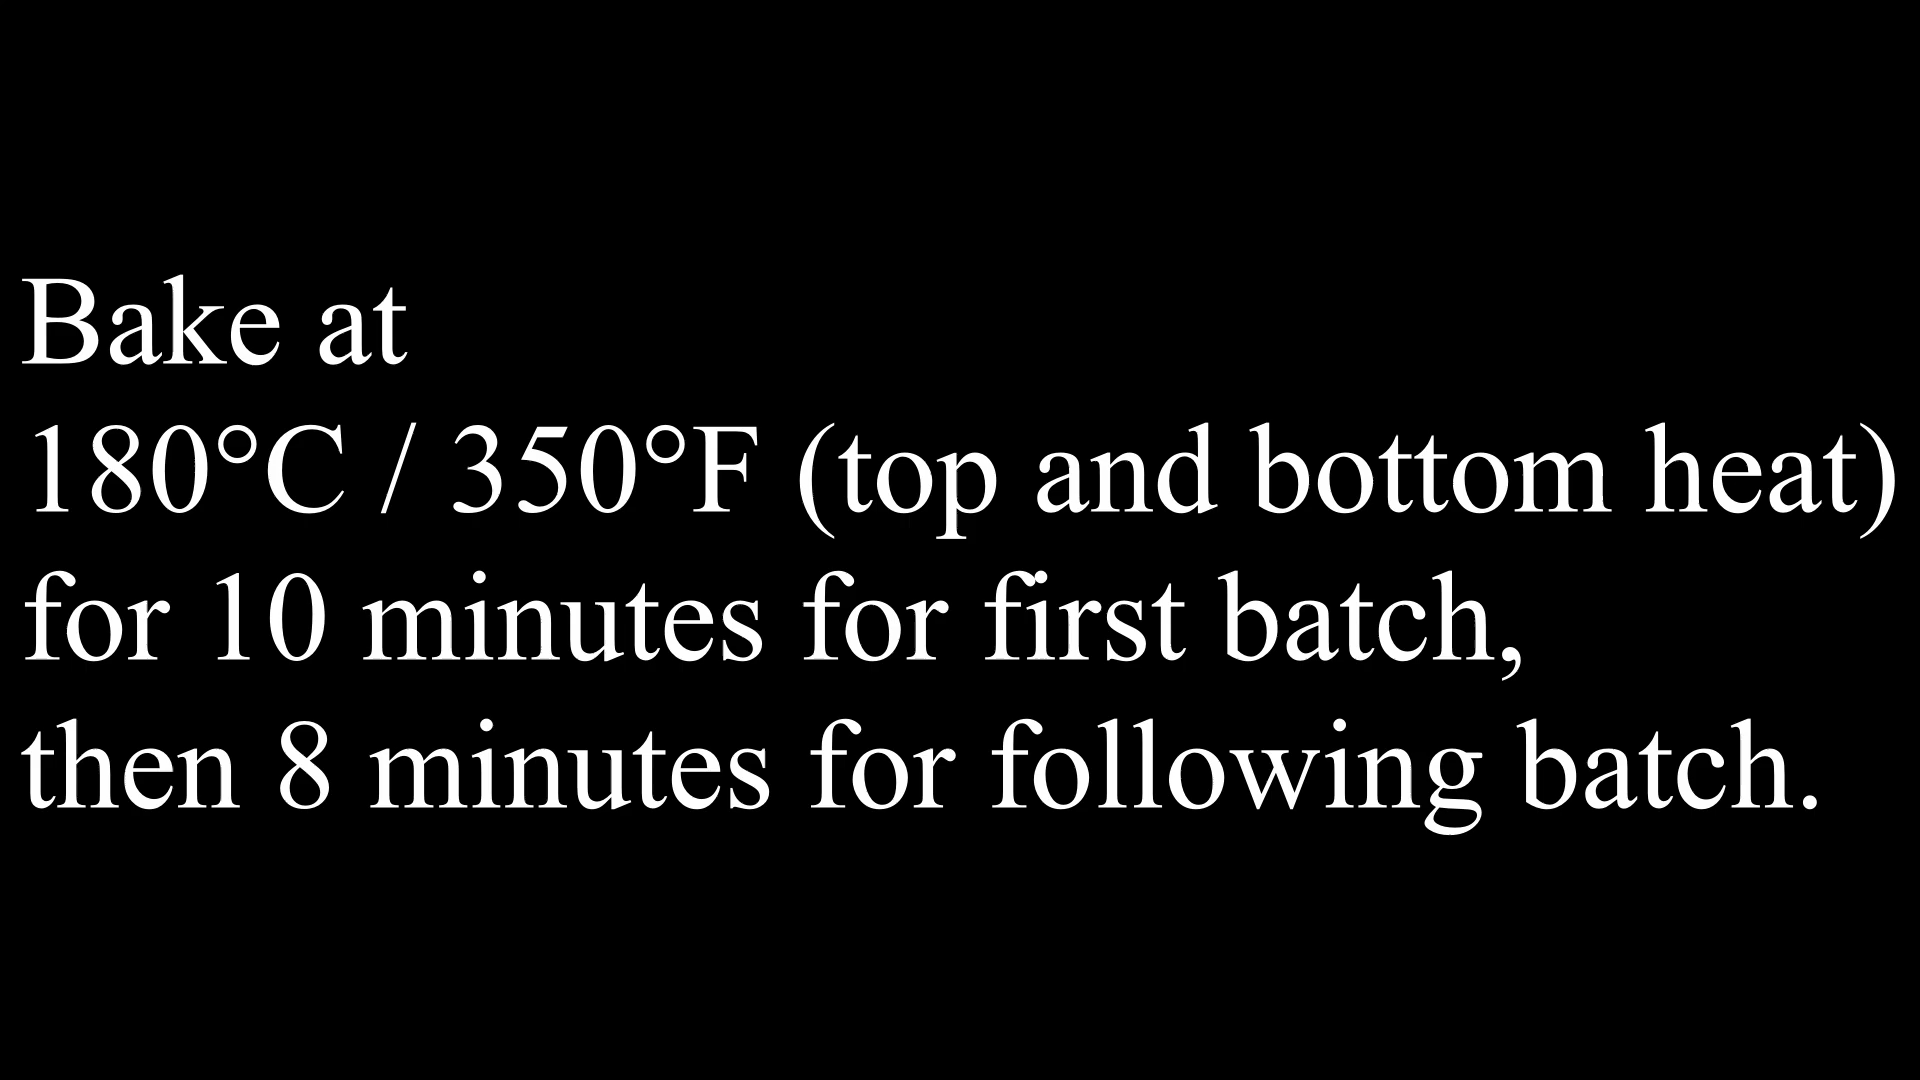 Bake at
180°C / 350°F (top and bottom heat)
for 10 minutes for first batch,
then 8 minutes for following batch.